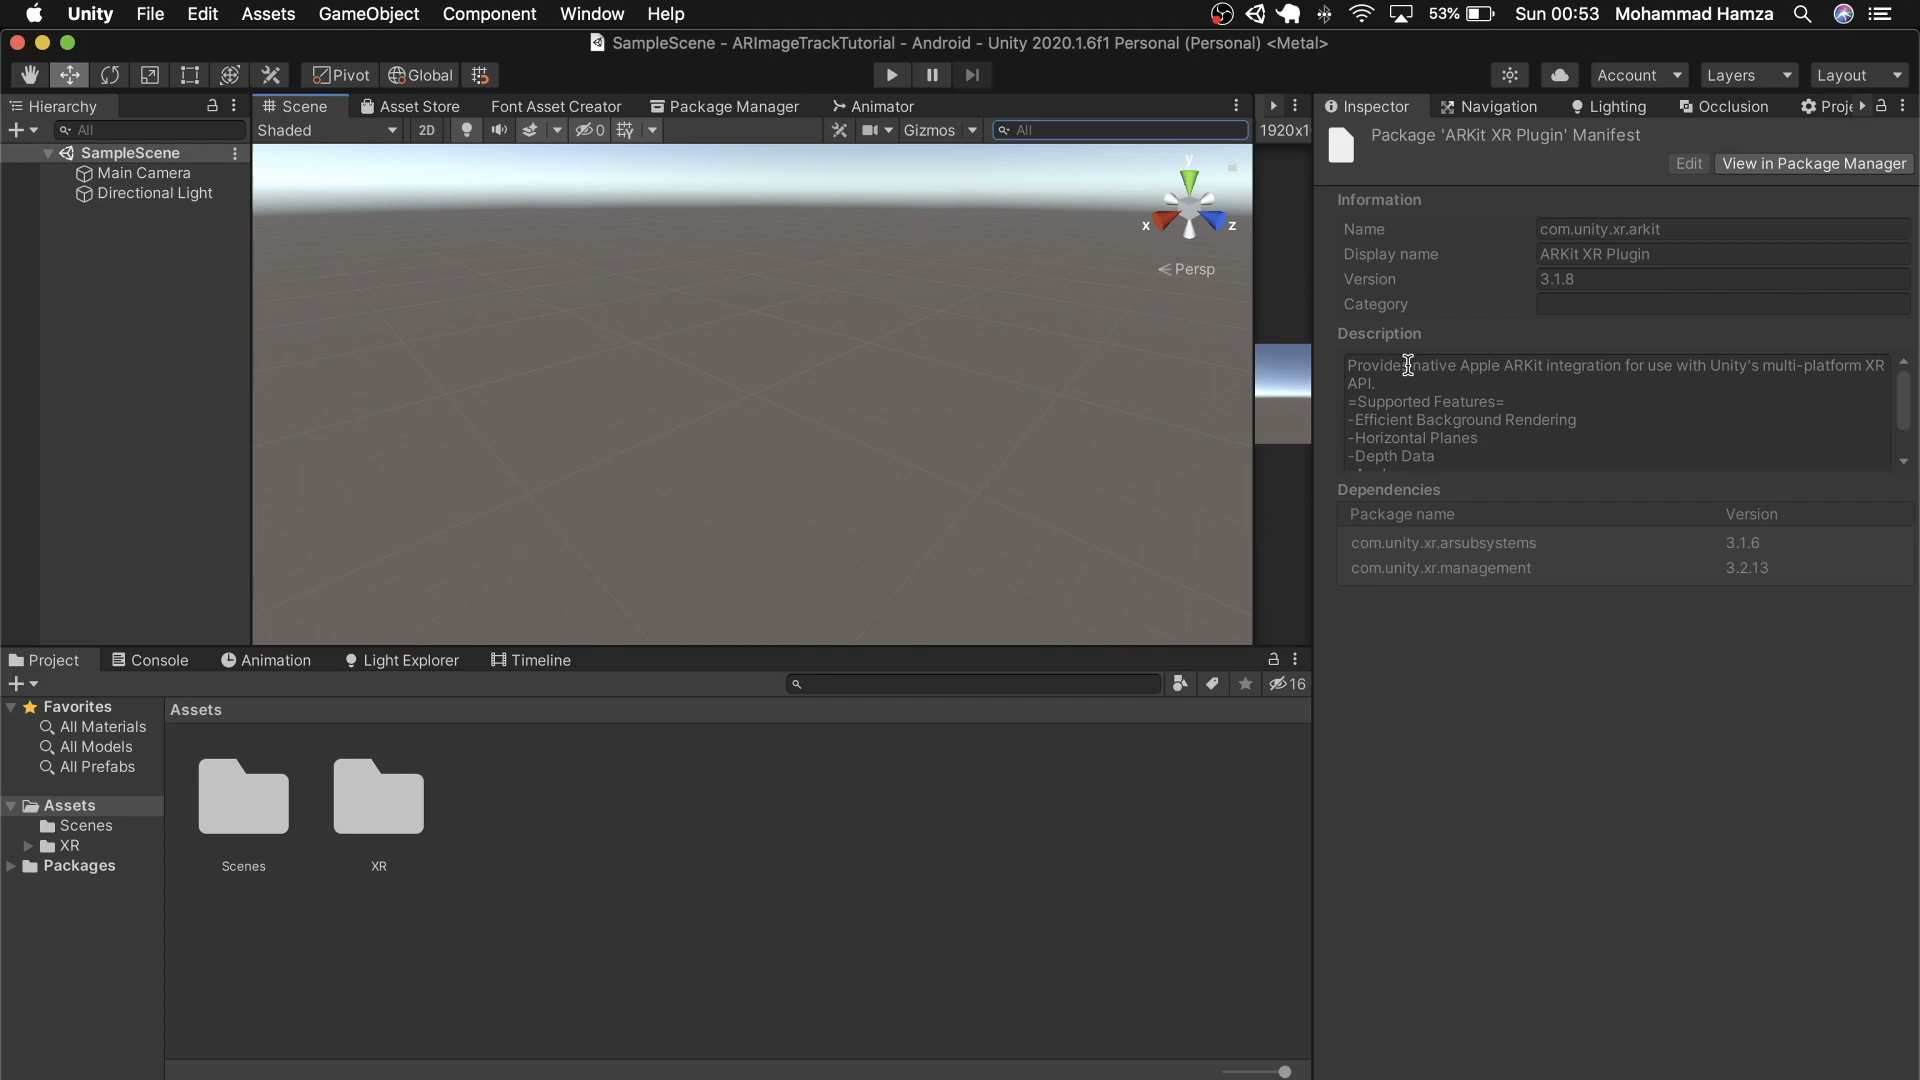 Unity File Edit Assets GameObject Component Window Help
53% Sun 00:53 Mohammad Hamza
SampleScene - ARImageTrackTutorial - Android - Unity 2020.1.6f1 Personal (Personal) <Metal>
Pivot Global
Account Layers Layout
Hierarchy
Scene Asset Store Font Asset Creator Package Manager Animator
Inspector Navigation Lighting Occlusion Proje
All
Shaded 2D 0 Gizmos All
1920x1
SampleScene
Main Camera
Directional Light
y
x z
Persp
Package 'ARKit XR Plugin' Manifest
Edit View in Package Manager
Information
Name com.unity.xr.arkit
Display name ARKit XR Plugin
Version 3.1.8
Category
Description
Provides native Apple ARKit integration for use with Unity's multi-platform XR
API.
=Supported Features=
-Efficient Background Rendering
-Horizontal Planes
-Depth Data
Dependencies
Package name Version
com.unity.xr.arsubsystems 3.1.6
com.unity.xr.management 3.2.13
Project Console Animation Light Explorer Timeline
16
Favorites
All Materials
All Models
All Prefabs
Assets
Scenes
XR
Packages
Assets
Scenes XR